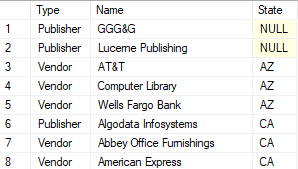 Type Name State
1 Publisher GGG&G NULL
2 Publisher Lucerne Publishing NULL
3 Vendor AT&T AZ
4 Vendor Computer Library AZ
5 Vendor Wells Fargo Bank AZ
6 Publisher Algodata Infosystems CA
7 Vendor Abbey Office Furnishings CA
8 Vendor American Express CA